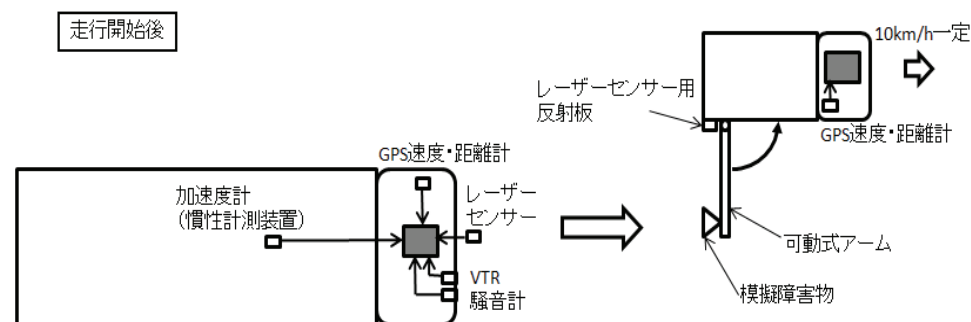 走行開始後
10km/h一定
レーザーセンサー用
反射板
GPS速度・距離計
GPS速度・距離計
加速度計
(慣性計測装置)
レーザー
センサー
VTR
騒音計
可動式アーム
模擬障害物